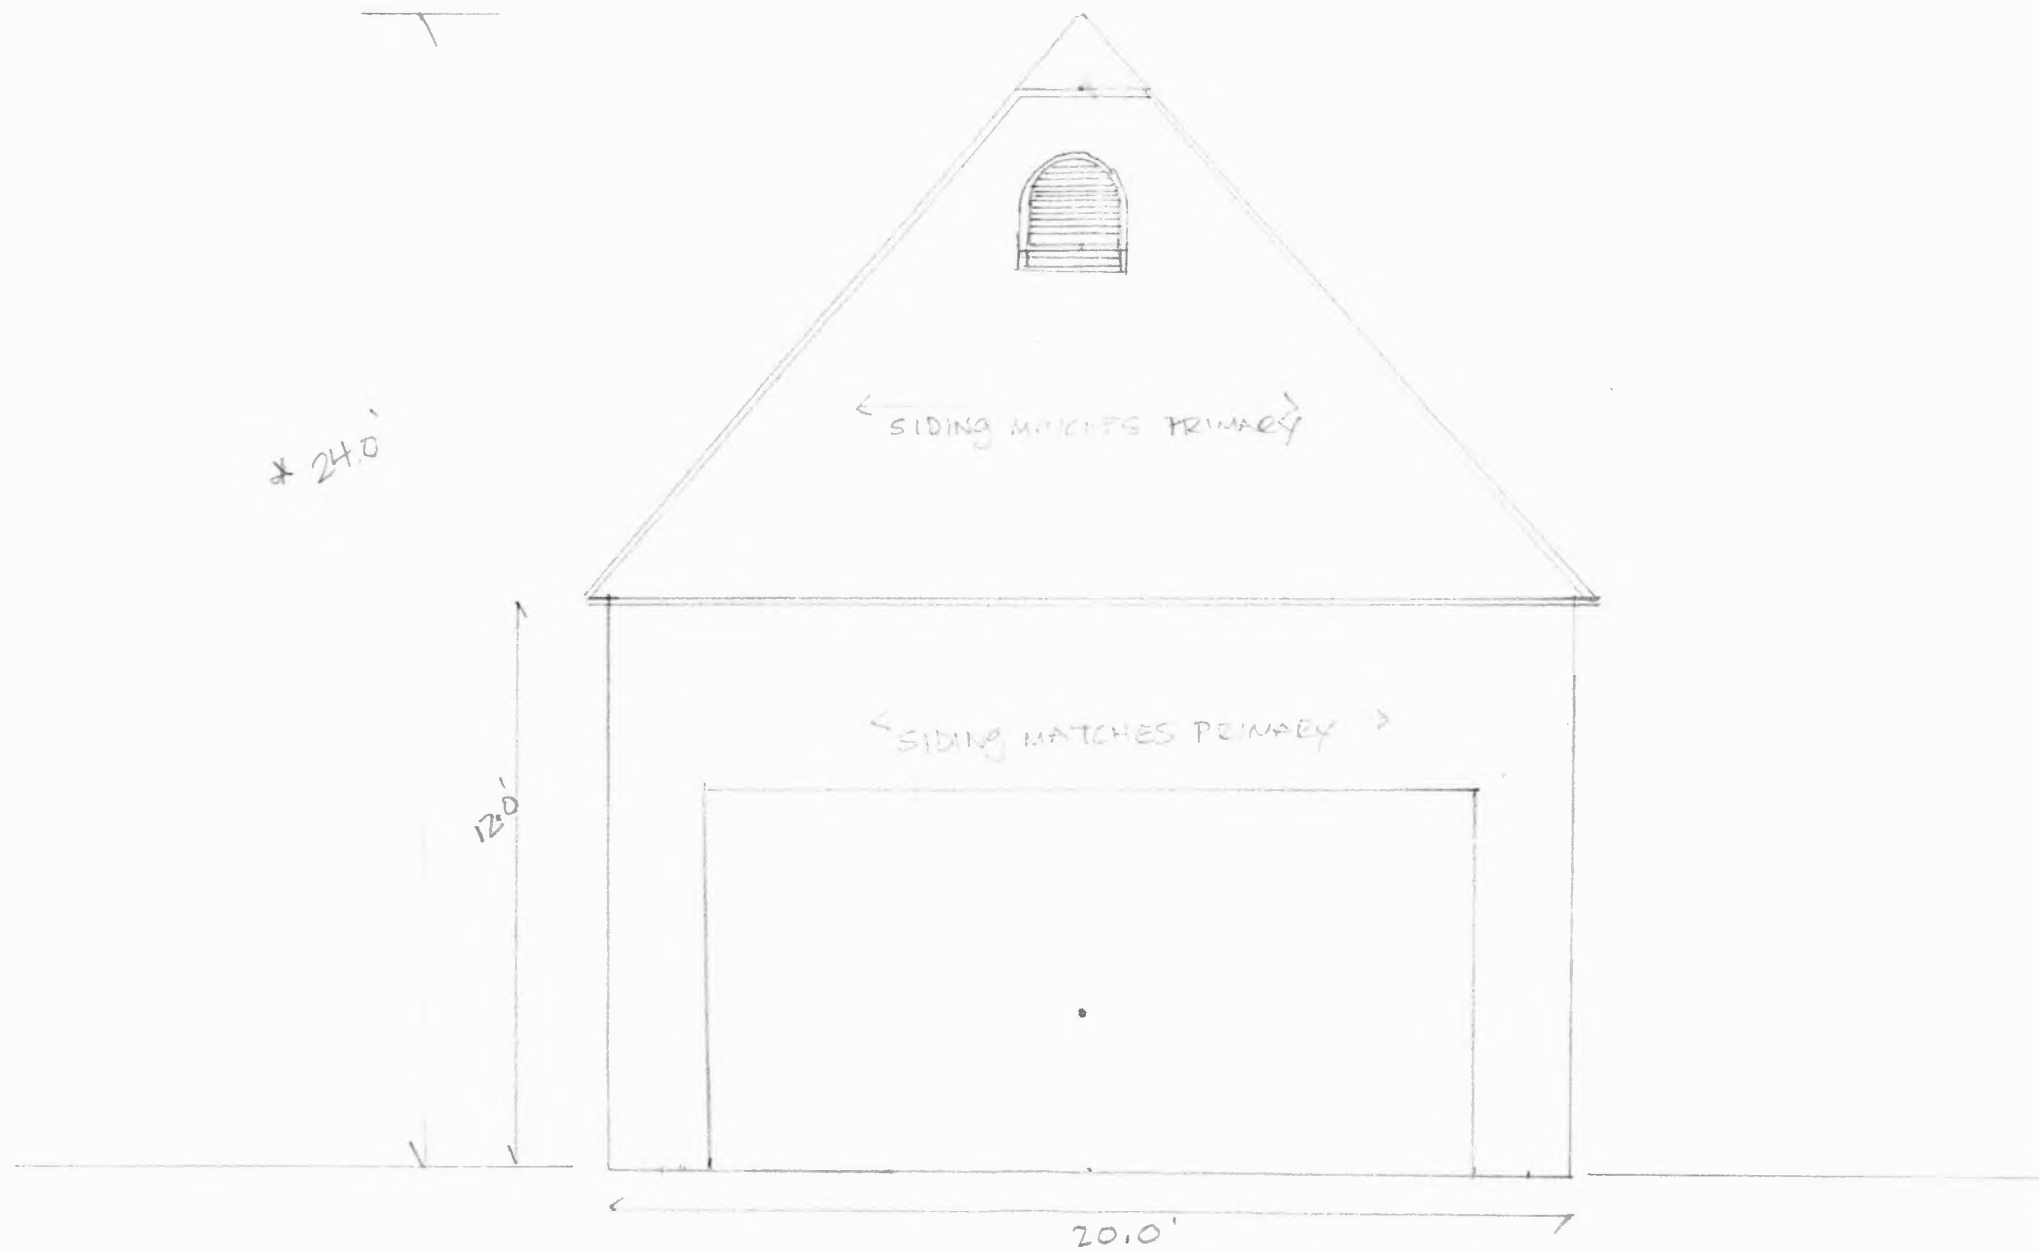 SIDING MATCHES PRIMARY
* 24.0'
SIDING MATCHES PRIMARY
12.0'
20.0'